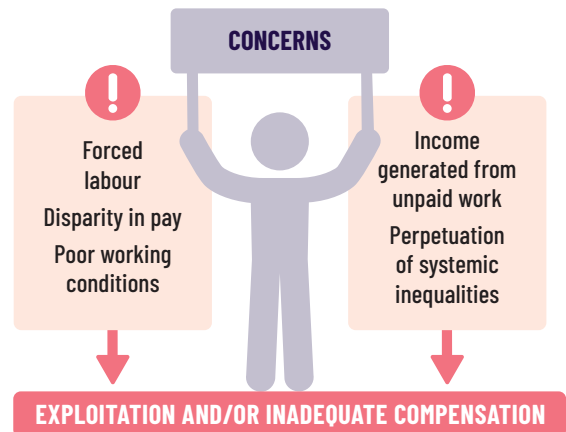 CONCERNS
!
Forced
labour
Disparity in pay
Poor working
conditions
!
Income
generated from
unpaid work
Perpetuation
of systemic
inequalities
EXPLOITATION AND/OR INADEQUATE COMPENSATION